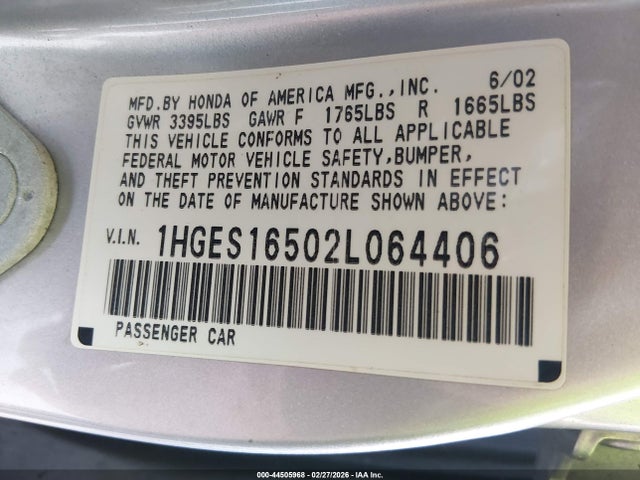 MFD.BY HONDA OF AMERICA MFG.,INC. 6/02
GVWR 3395LBS GAWR F 1765LBS R 1665LBS
THIS VEHICLE CONFORMS TO ALL APPLICABLE
FEDERAL MOTOR VEHICLE SAFETY,BUMPER,
AND THEFT PREVENTION STANDARDS IN EFFECT
ON THE DATE OF MANUFACTURE SHOWN ABOVE:
V.I.N. 1HGES16502L064406
PASSENGER CAR
000-44505968 - 02/27/2026 - IAA Inc.